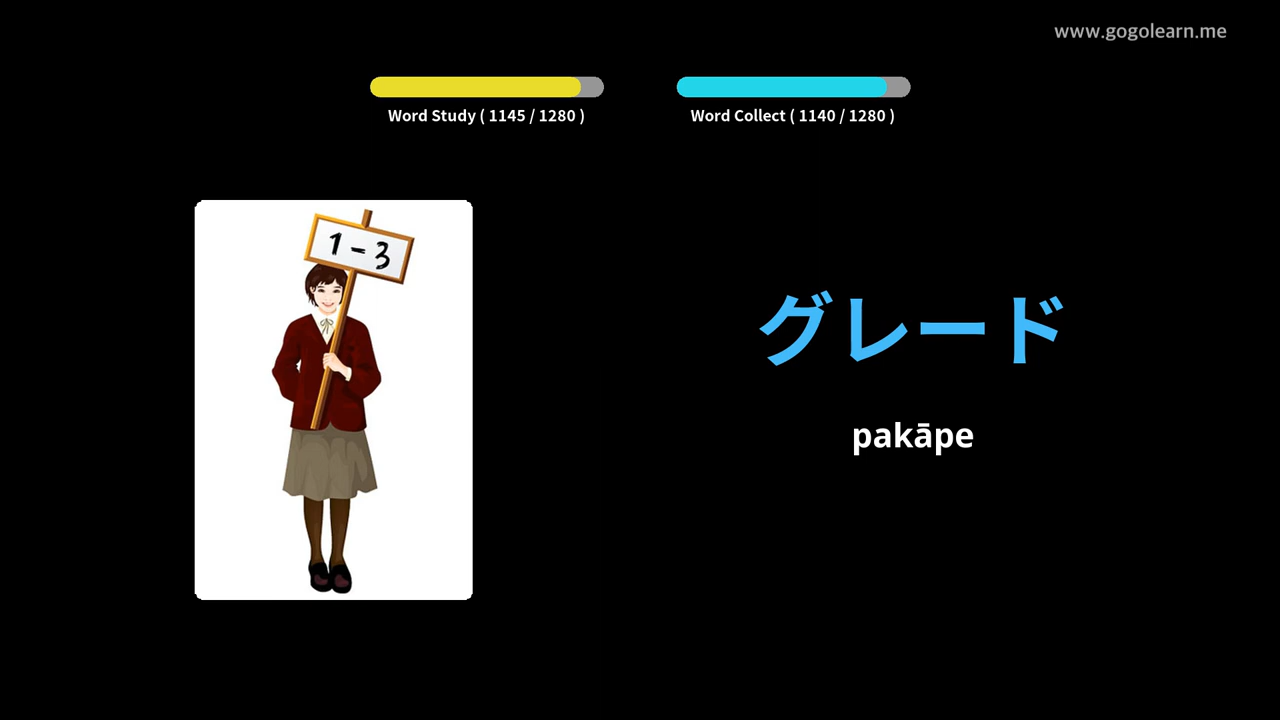 www.gogolearn.me
Word Study ( 1145 / 1280 )
Word Collect ( 1140 / 1280 )
1 - 3
グレード
pakāpe